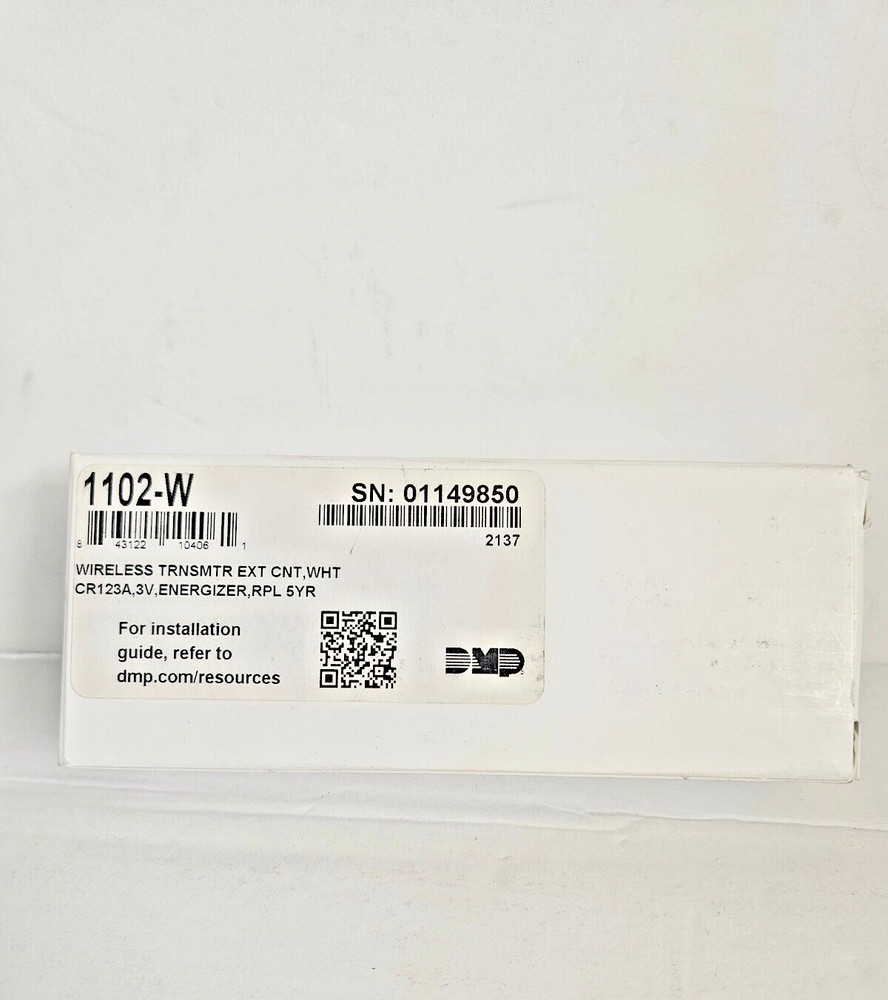 1102-W
SN: 01149850
8 43122 10406 1
2137
WIRELESS TRNSMTR EXT CNT,WHT
CR123A,3V,ENERGIZER,RPL 5YR
For installation
guide, refer to
dmp.com/resources
DMP